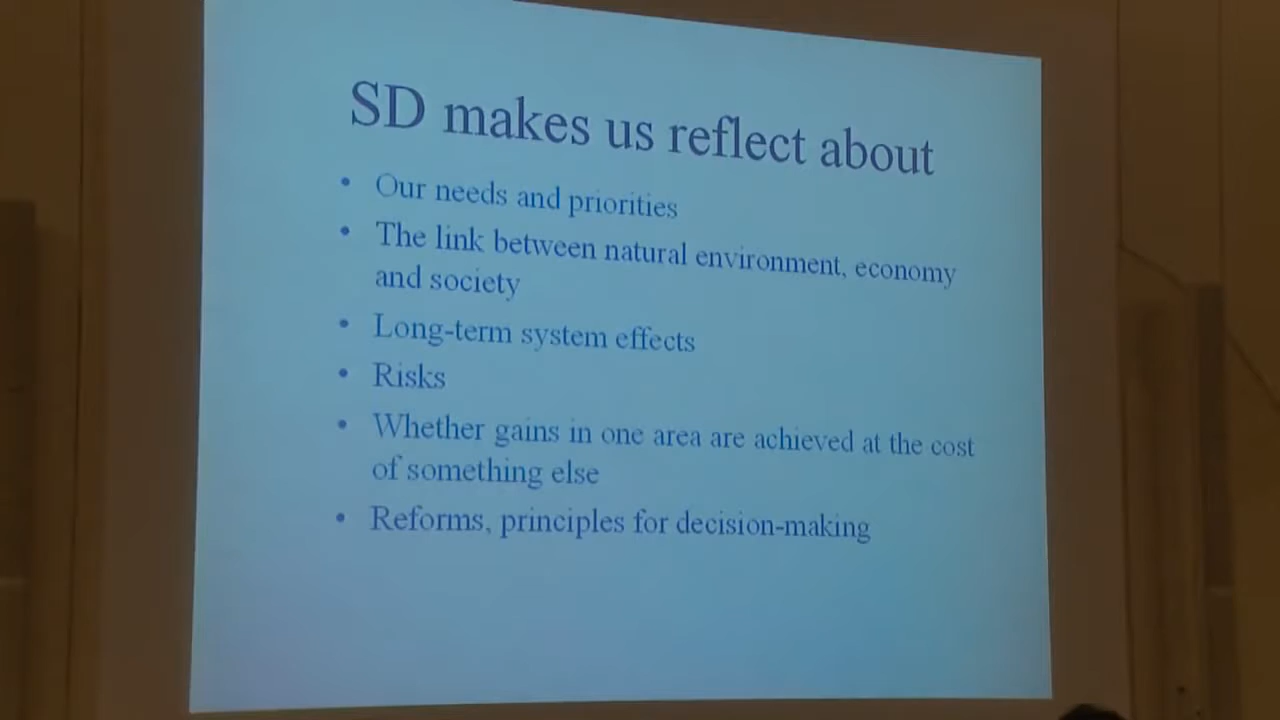 SD makes us reflect about
• Our needs and priorities
• The link between natural environment, economy
and society
• Long-term system effects
• Risks
• Whether gains in one area are achieved at the cost
of something else
• Reforms, principles for decision-making